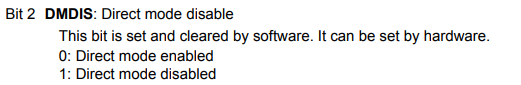 Bit 2 DMDIS: Direct mode disable
This bit is set and cleared by software. It can be set by hardware.
0: Direct mode enabled
1: Direct mode disabled